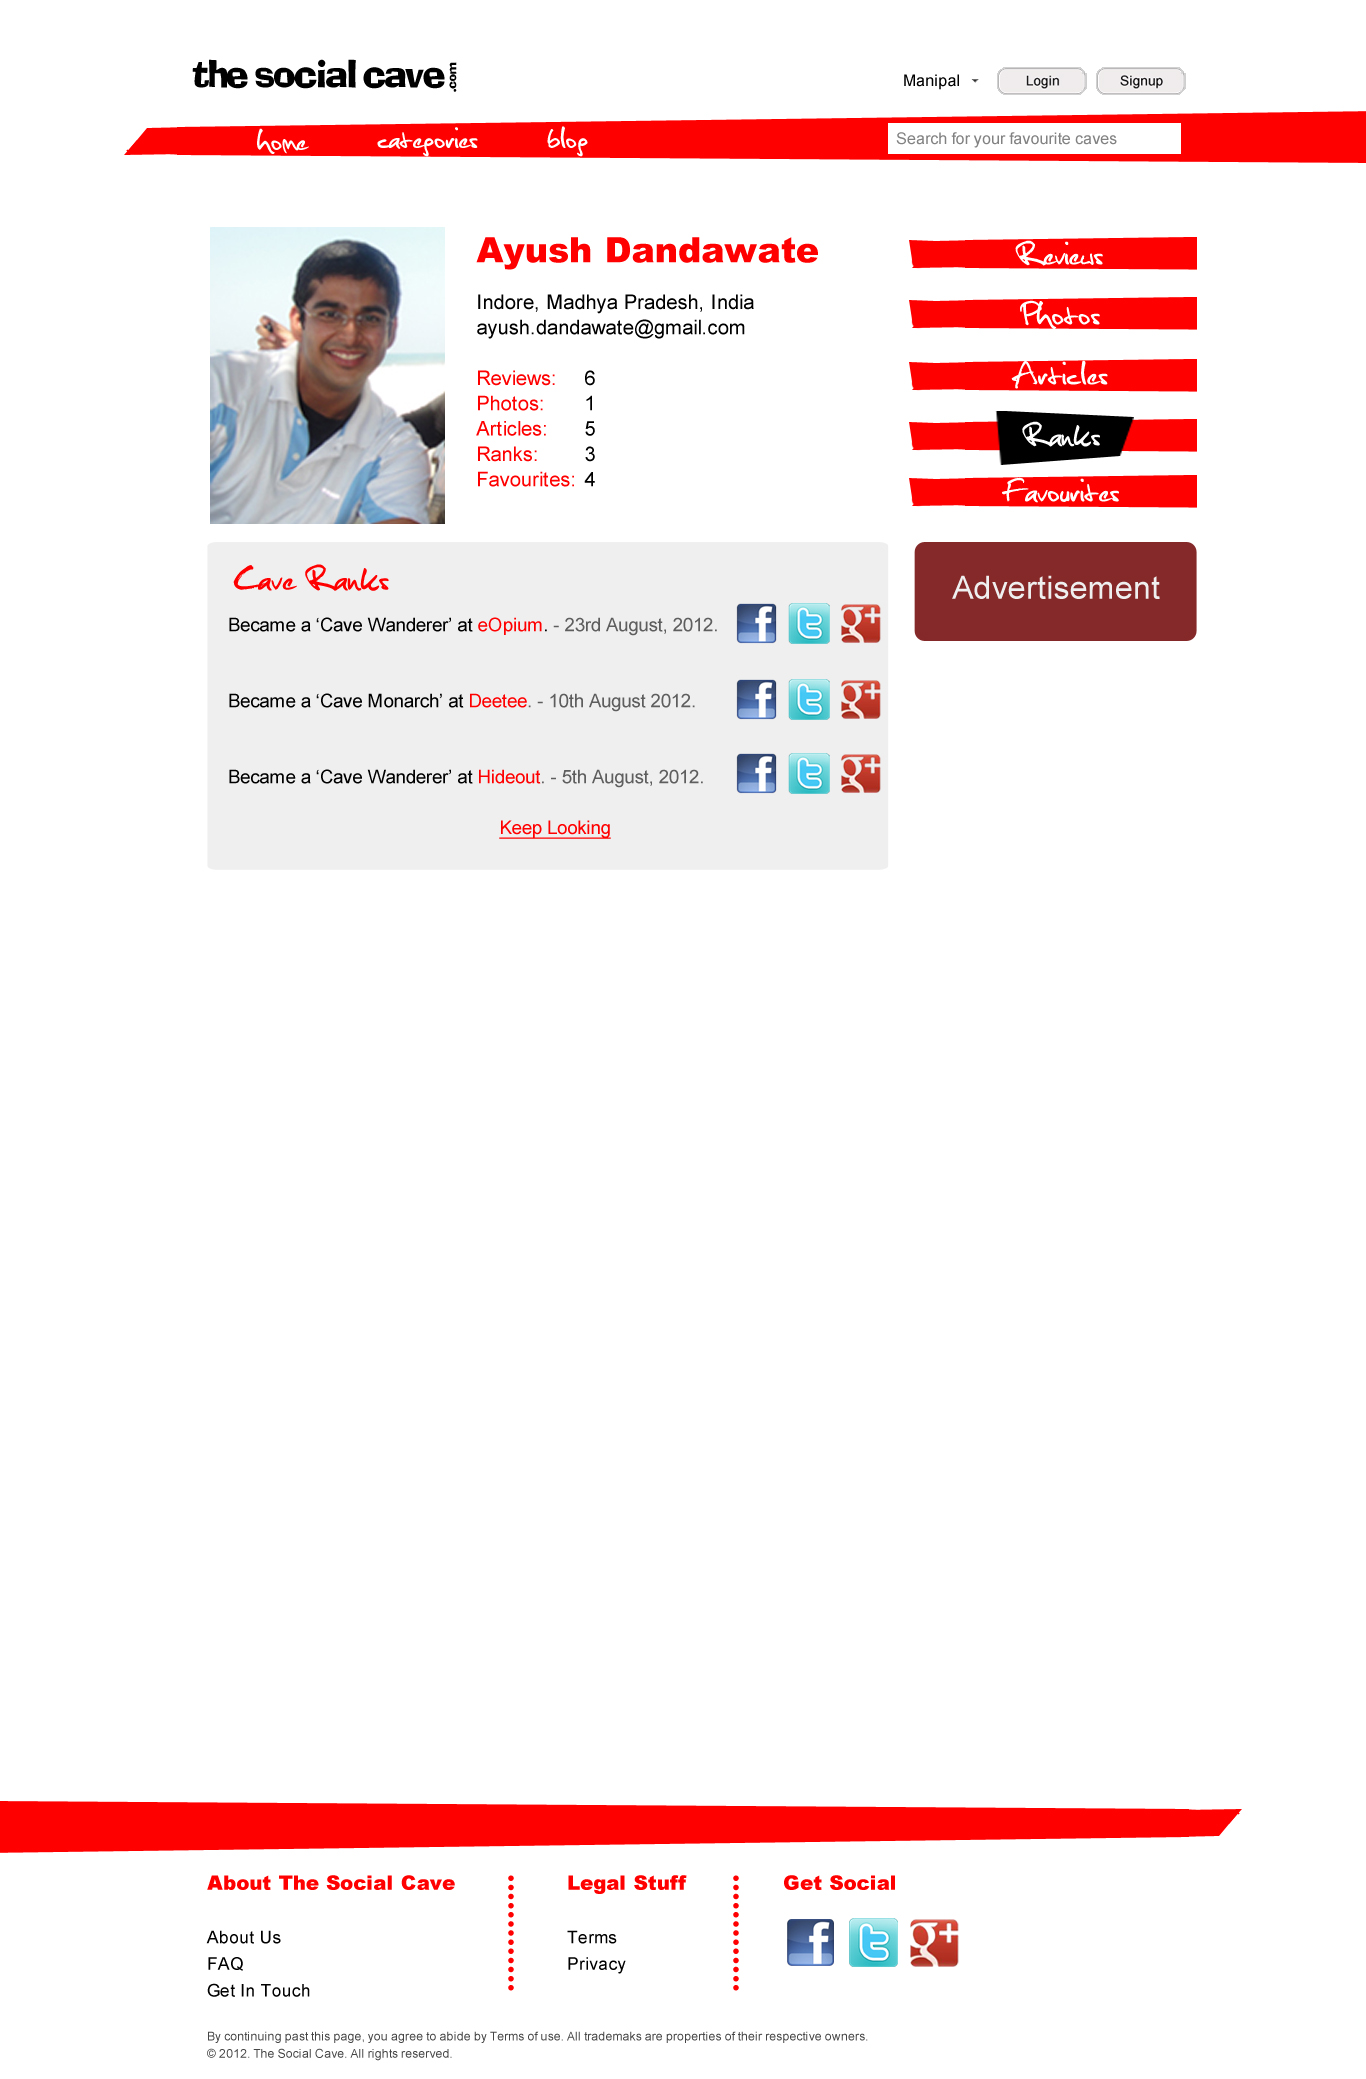 the social cave.com
Manipal
Login
Signup
home
categories
blog
Search for your favourite caves
Ayush Dandawate
Indore, Madhya Pradesh, India
ayush.dandawate@gmail.com
Reviews: 6
Photos: 1
Articles: 5
Ranks: 3
Favourites: 4
Reviews
Photos
Articles
Ranks
Favourites
Cave Ranks
Became a ‘Cave Wanderer’ at eOpium. - 23rd August, 2012.
Became a ‘Cave Monarch’ at Deetee. - 10th August 2012.
Became a ‘Cave Wanderer’ at Hideout. - 5th August, 2012.
Keep Looking
Advertisement
About The Social Cave
About Us
FAQ
Get In Touch
Legal Stuff
Terms
Privacy
Get Social
By continuing past this page, you agree to abide by Terms of use. All trademaks are properties of their respective owners.
© 2012. The Social Cave. All rights reserved.